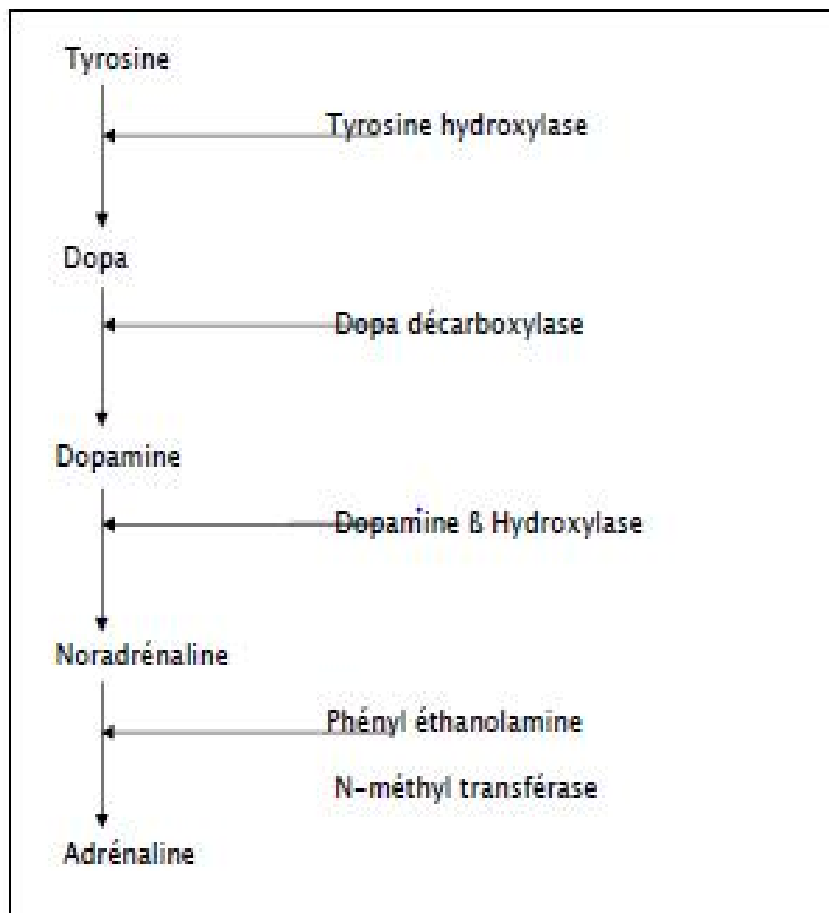 Tyrosine
Tyrosine hydroxylase
Dopa
Dopa décarboxylase
Dopamine
Dopamine ß Hydroxylase
Noradrénaline
Phényl éthanolamine
N-méthyl transférase
Adrénaline